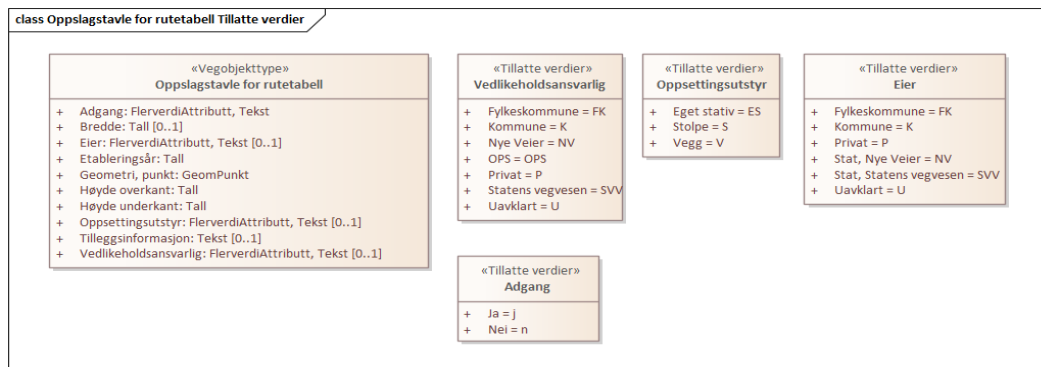 class Oppslagstavle for rutetabell Tillatte verdier
«Vegobjekttype»
Oppslagstavle for rutetabell
+ Adgang: FlerverdiAttributt, Tekst
+ Bredde: Tall [0..1]
+ Eier: FlerverdiAttributt, Tekst [0..1]
+ Etableringsår: Tall
+ Geometri, punkt: GeomPunkt
+ Høyde overkant: Tall
+ Høyde underkant: Tall
+ Oppsettingsutstyr: FlerverdiAttributt, Tekst [0..1]
+ Tilleggsinformasjon: Tekst [0..1]
+ Vedlikeholdsansvarlig: FlerverdiAttributt, Tekst [0..1]
«Tillatte verdier»
Vedlikeholdsansvarlig
+ Fylkeskommune = FK
+ Kommune = K
+ Nye Veier = NV
+ OPS = OPS
+ Privat = P
+ Statens vegvesen = SVV
+ Uavklart = U
«Tillatte verdier»
Oppsettingsutstyr
+ Eget stativ = ES
+ Stolpe = S
+ Vegg = V
«Tillatte verdier»
Eier
+ Fylkeskommune = FK
+ Kommune = K
+ Privat = P
+ Stat, Nye Veier = NV
+ Stat, Statens vegvesen = SVV
+ Uavklart = U
«Tillatte verdier»
Adgang
+ Ja = j
+ Nei = n